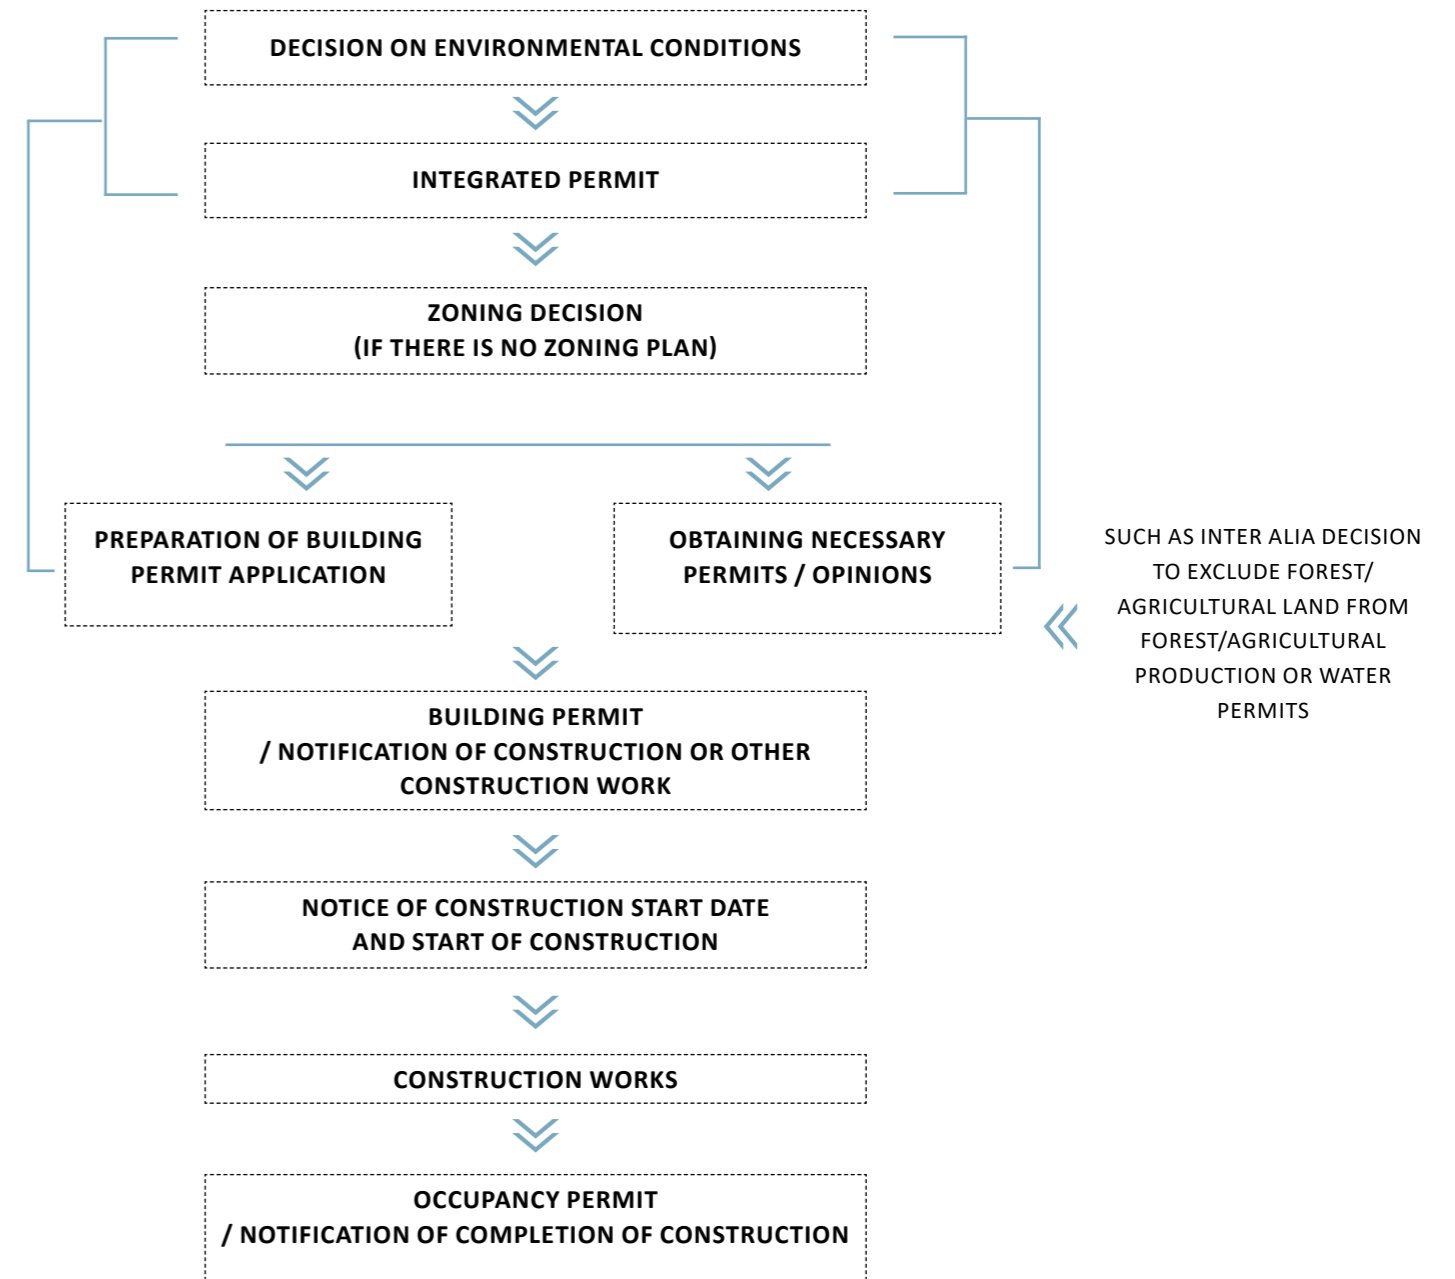 DECISION ON ENVIRONMENTAL CONDITIONS
INTEGRATED PERMIT
ZONING DECISION
(IF THERE IS NO ZONING PLAN)
PREPARATION OF BUILDING
PERMIT APPLICATION
OBTAINING NECESSARY
PERMITS / OPINIONS
SUCH AS INTER ALIA DECISION
TO EXCLUDE FOREST/
AGRICULTURAL LAND FROM
FOREST/AGRICULTURAL
PRODUCTION OR WATER
PERMITS
BUILDING PERMIT
/ NOTIFICATION OF CONSTRUCTION OR OTHER
CONSTRUCTION WORK
NOTICE OF CONSTRUCTION START DATE
AND START OF CONSTRUCTION
CONSTRUCTION WORKS
OCCUPANCY PERMIT
/ NOTIFICATION OF COMPLETION OF CONSTRUCTION